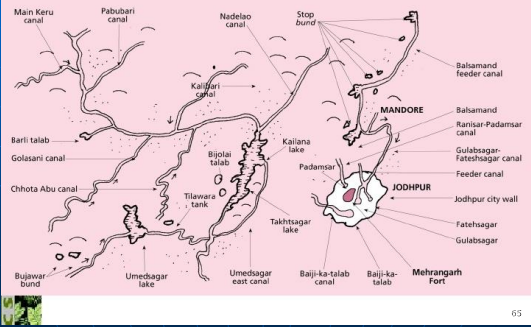 Main Keru
canal
Pabubari
canal
Nadelao
canal
Stop
bund
Kalibari
canal
Balsamand
feeder canal
MANDORE
Balsamand
Ranisar-Padamsar
canal
Barli talab
Golasani canal
Bijolai
talab
Kailana
lake
Gulabsagar-
Fateshsagar canal
Padamsar
Feeder canal
Chhota Abu canal
Tilawara
tank
JODHPUR
Jodhpur city wall
Takhtsagar
lake
Fatehsagar
Gulabsagar
Bujawar
bund
Umedsagar
lake
Umedsagar
east canal
Baiji-ka-talab
canal
Baiji-ka-
talab
Mehrangarh
Fort
65